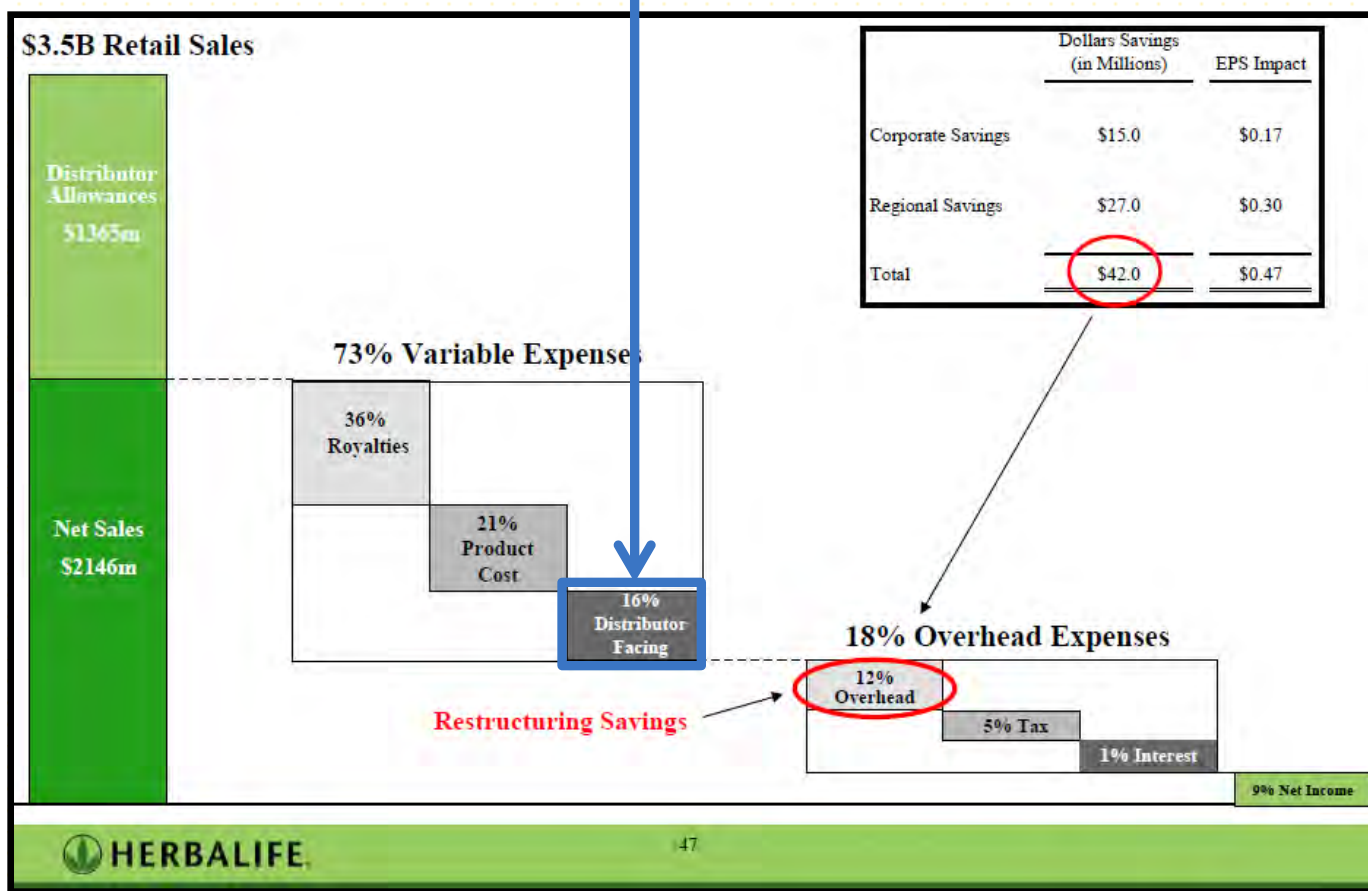 $3.5B Retail Sales
Dollars Savings
(in Millions) EPS Impact
Corporate Savings $15.0 $0.17
Regional Savings $27.0 $0.30
Total $42.0 $0.47
Distributor
Allowances
$1365m
73% Variable Expenses
36%
Royalties
Net Sales
$2146m
21%
Product
Cost
16%
Distributor
Facing
18% Overhead Expenses
12%
Overhead
Restructuring Savings
5% Tax
1% Interest
9% Net Income
HERBALIFE.
47